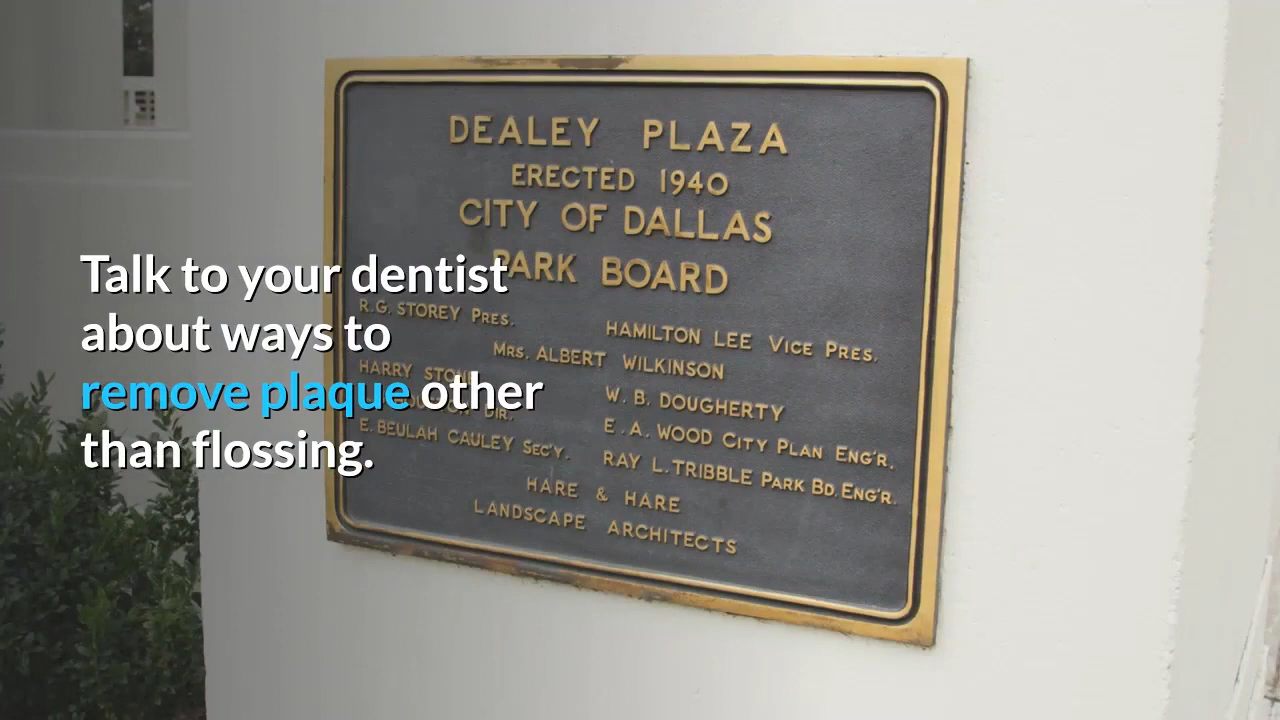 DEALEY PLAZA
ERECTED 1940
CITY OF DALLAS
PARK BOARD
R.G. STOREY PRES.
HAMILTON LEE VICE PRES.
MRS. ALBERT WILKINSON
HARRY
W. B. DOUGHERTY
DIR.
E. A. WOOD CITY PLAN ENG'R.
E. BEULAH CAULEY SEC'Y.
RAY L. TRIBBLE PARK BD. ENG'R.
HARE & HARE
LANDSCAPE ARCHITECTS
Talk to your dentist
about ways to
remove plaque other
than flossing.